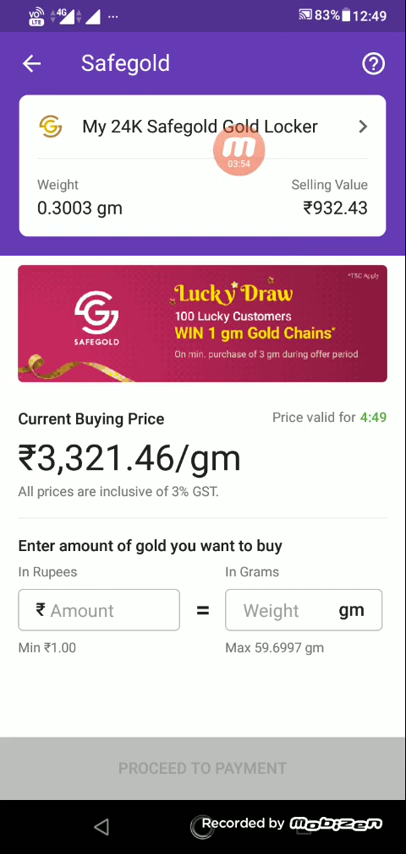 VO LTE 4G ... 83% 12:49
Safegold
My 24K Safegold Gold Locker
03:54
Weight Selling Value
0.3003 gm ₹932.43
*T&C Apply
Lucky Draw
100 Lucky Customers
WIN 1 gm Gold Chains*
SAFEGOLD
On min. purchase of 3 gm during offer period
Current Buying Price Price valid for 4:49
₹3,321.46/gm
All prices are inclusive of 3% GST.
Enter amount of gold you want to buy
In Rupees In Grams
₹ Amount = Weight gm
Min ₹1.00 Max 59.6997 gm
PROCEED TO PAYMENT
Recorded by mobizen